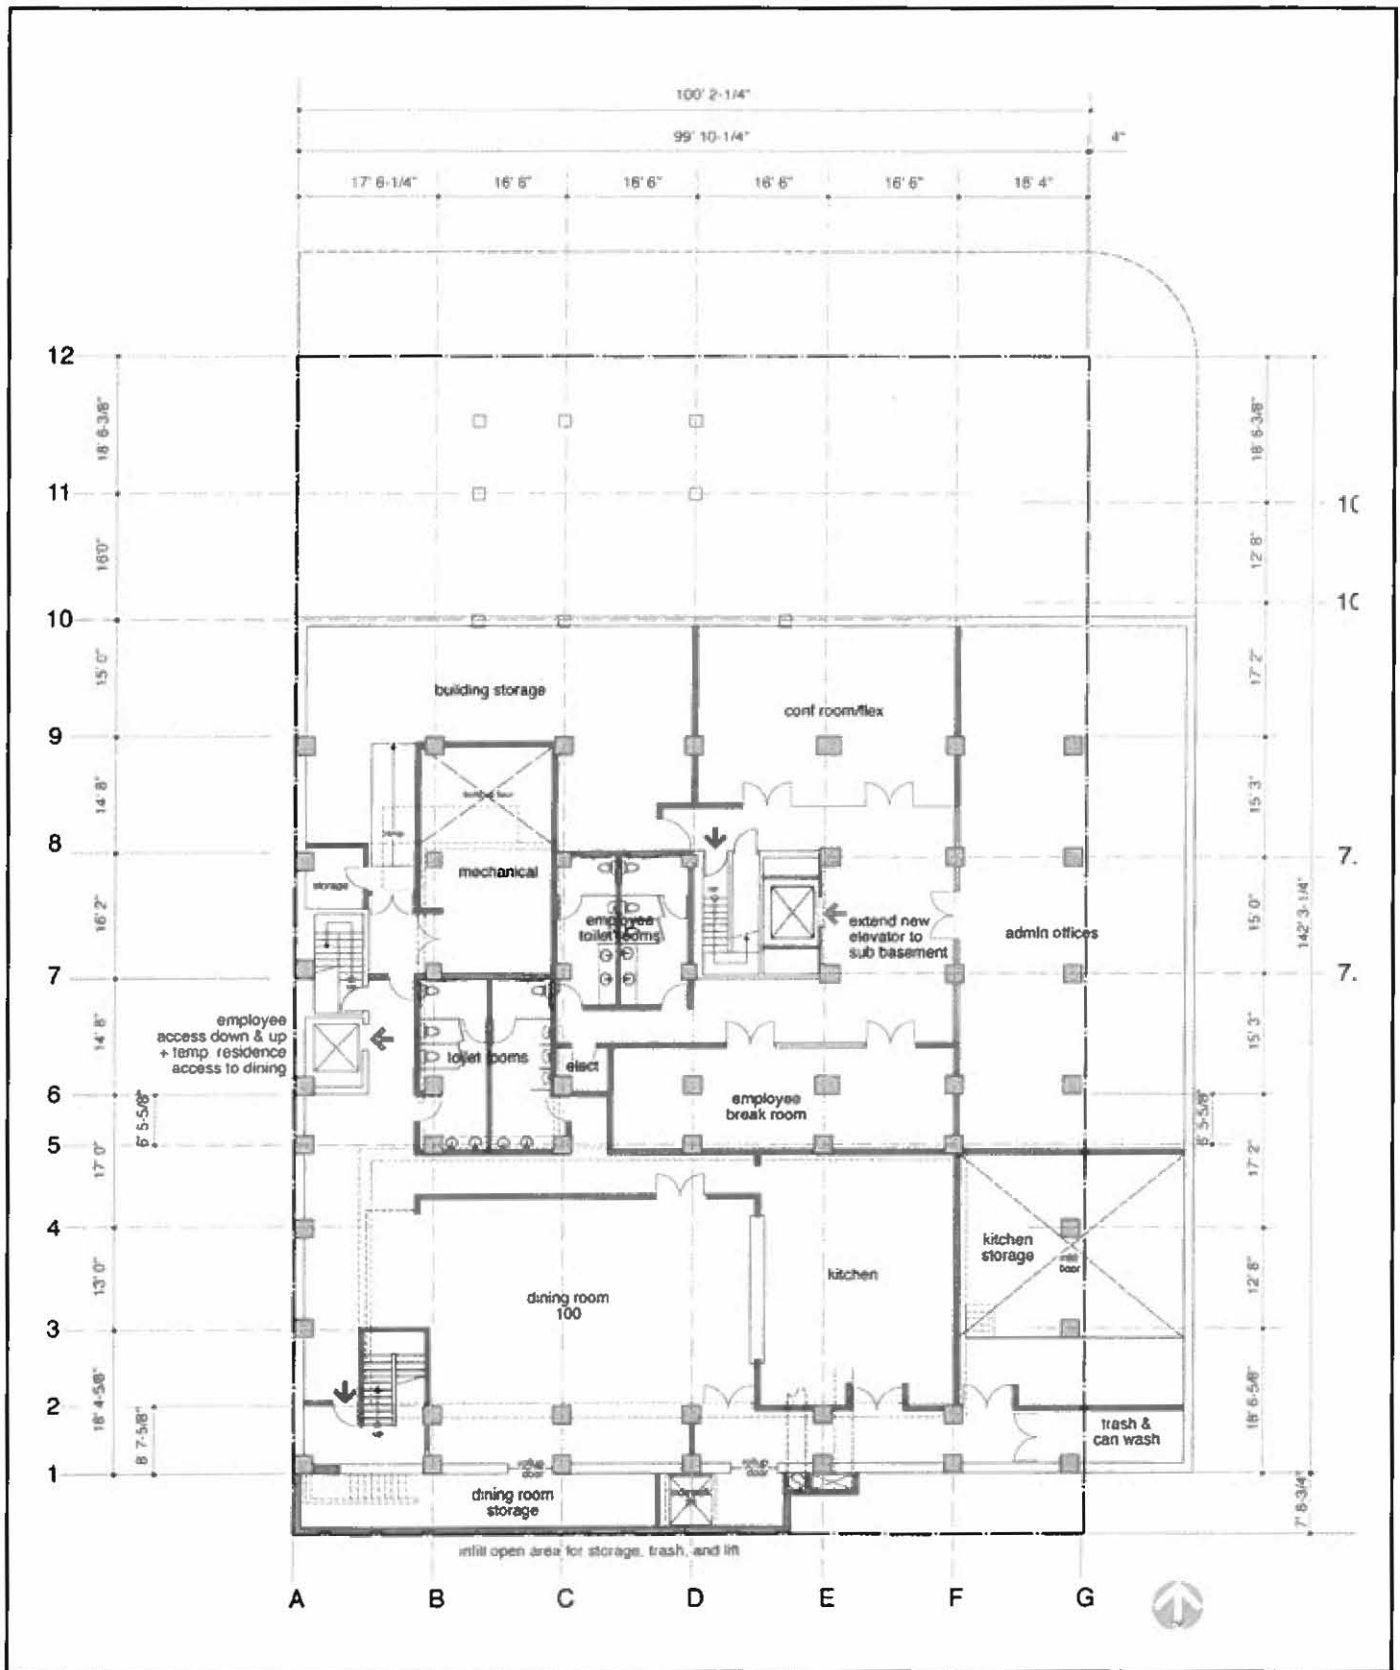 100' 2-1/4"
99' 10-1/4"
4"
17' 6-1/4"
16' 6"
16' 6"
16' 6"
16' 6"
16' 4"
12
18' 6-3/8"
18' 6-3/8"
11
16'0"
12' 8"
10
15' 0"
17' 2"
building storage
conf room/flex
9
14' 8"
15' 3"
8
7.
mechanical
storage
16' 2"
15' 0"
142' 3-1/4"
employee
toilet rooms
extend new
elevator to
sub basement
admin offices
7
7.
employee
access down & up
+ temp. residence
access to dining
14' 8"
15' 3"
toilet rooms
elect
6
employee
break room
6' 5-5/8"
6' 5-5/8"
5
17' 0"
17' 2"
4
kitchen
storage
kitchen
13' 0"
12' 8"
dining room
100
3
18' 4-5/8"
18' 6-5/8"
2
8' 7-5/8"
trash &
can wash
1
dining room
storage
7' 8-3/4"
infill open area for storage, trash, and lift
A
B
C
D
E
F
G